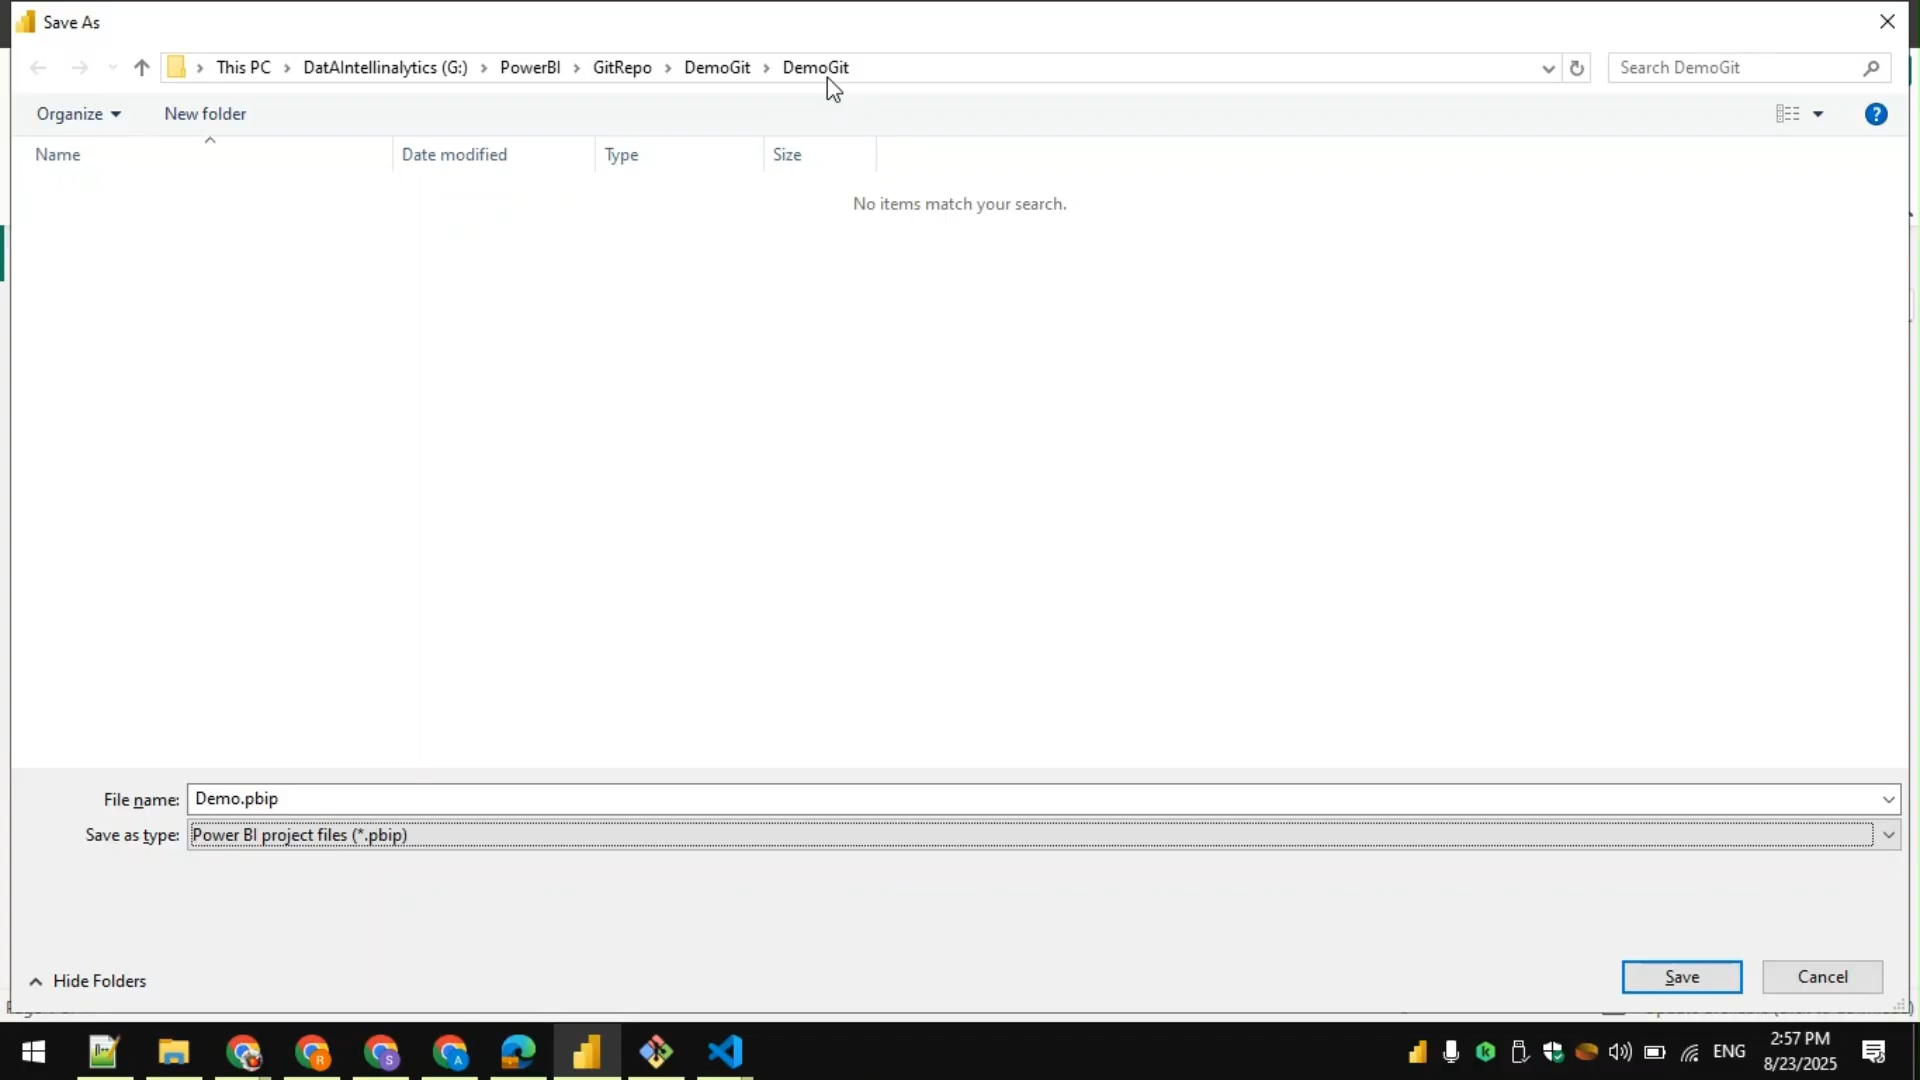 Save As
This PC > DatAIntellinalytics (G:) > PowerBI > GitRepo > DemoGit > DemoGit
Search DemoGit
Organize
New folder
?
Name
Date modified
Type
Size
No items match your search.
File name: Demo.pbip
Save as type: Power BI project files (*.pbip)
Hide Folders
Save
Cancel
R
S
A
ENG
2:57 PM
8/23/2025